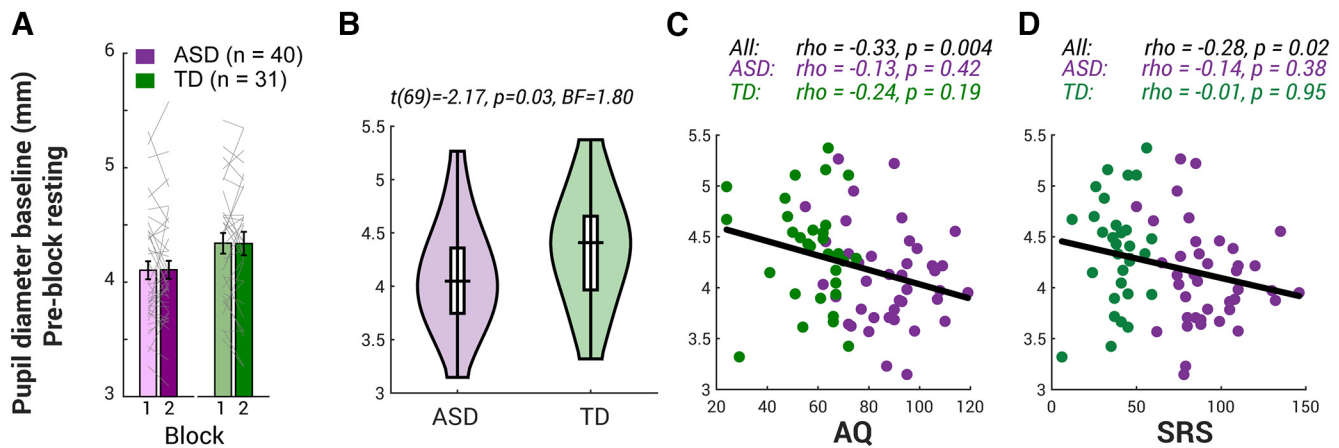 A
Pupil diameter baseline (mm)
Pre-block resting
6
5
4
3
ASD (n = 40)
TD (n = 31)
1 2 1 2
Block
B
t(69)=-2.17, p=0.03, BF=1.80
5.5
5
4.5
4
3.5
3
ASD TD
C
All: rho = -0.33, p = 0.004
ASD: rho = -0.13, p = 0.42
TD: rho = -0.24, p = 0.19
5.5
5
4.5
4
3.5
3
20 40 60 80 100 120
AQ
D
All: rho = -0.28, p = 0.02
ASD: rho = -0.14, p = 0.38
TD: rho = -0.01, p = 0.95
5.5
5
4.5
4
3.5
3
0 50 100 150
SRS